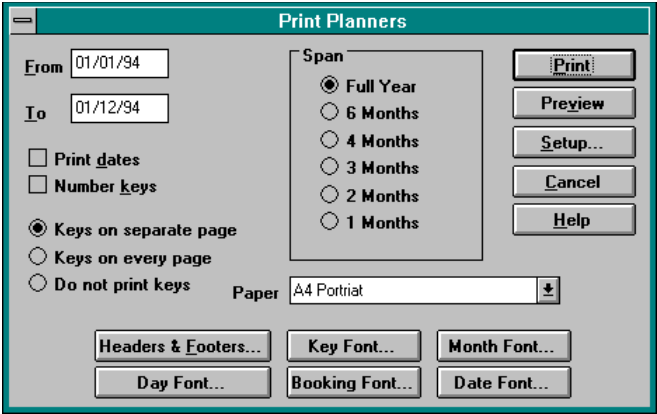 Print Planners
From 01/01/94
To 01/12/94
Print dates
Number keys
Keys on separate page
Keys on every page
Do not print keys
Span
Full Year
6 Months
4 Months
3 Months
2 Months
1 Months
Paper A4 Portriat
Print
Preview
Setup...
Cancel
Help
Headers & Footers... Key Font... Month Font...
Day Font... Booking Font... Date Font...